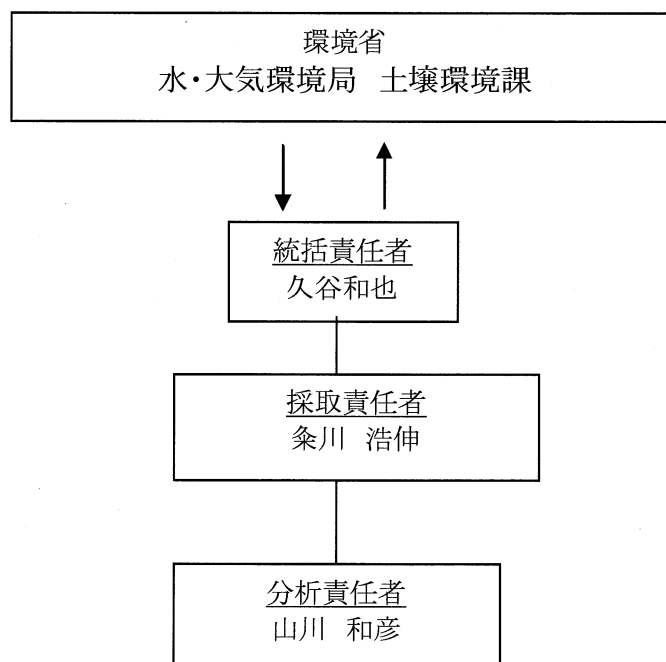 環境省
水・大気環境局 土壌環境課
統括責任者
久谷和也
採取責任者
粂川 浩伸
分析責任者
山川 和彦